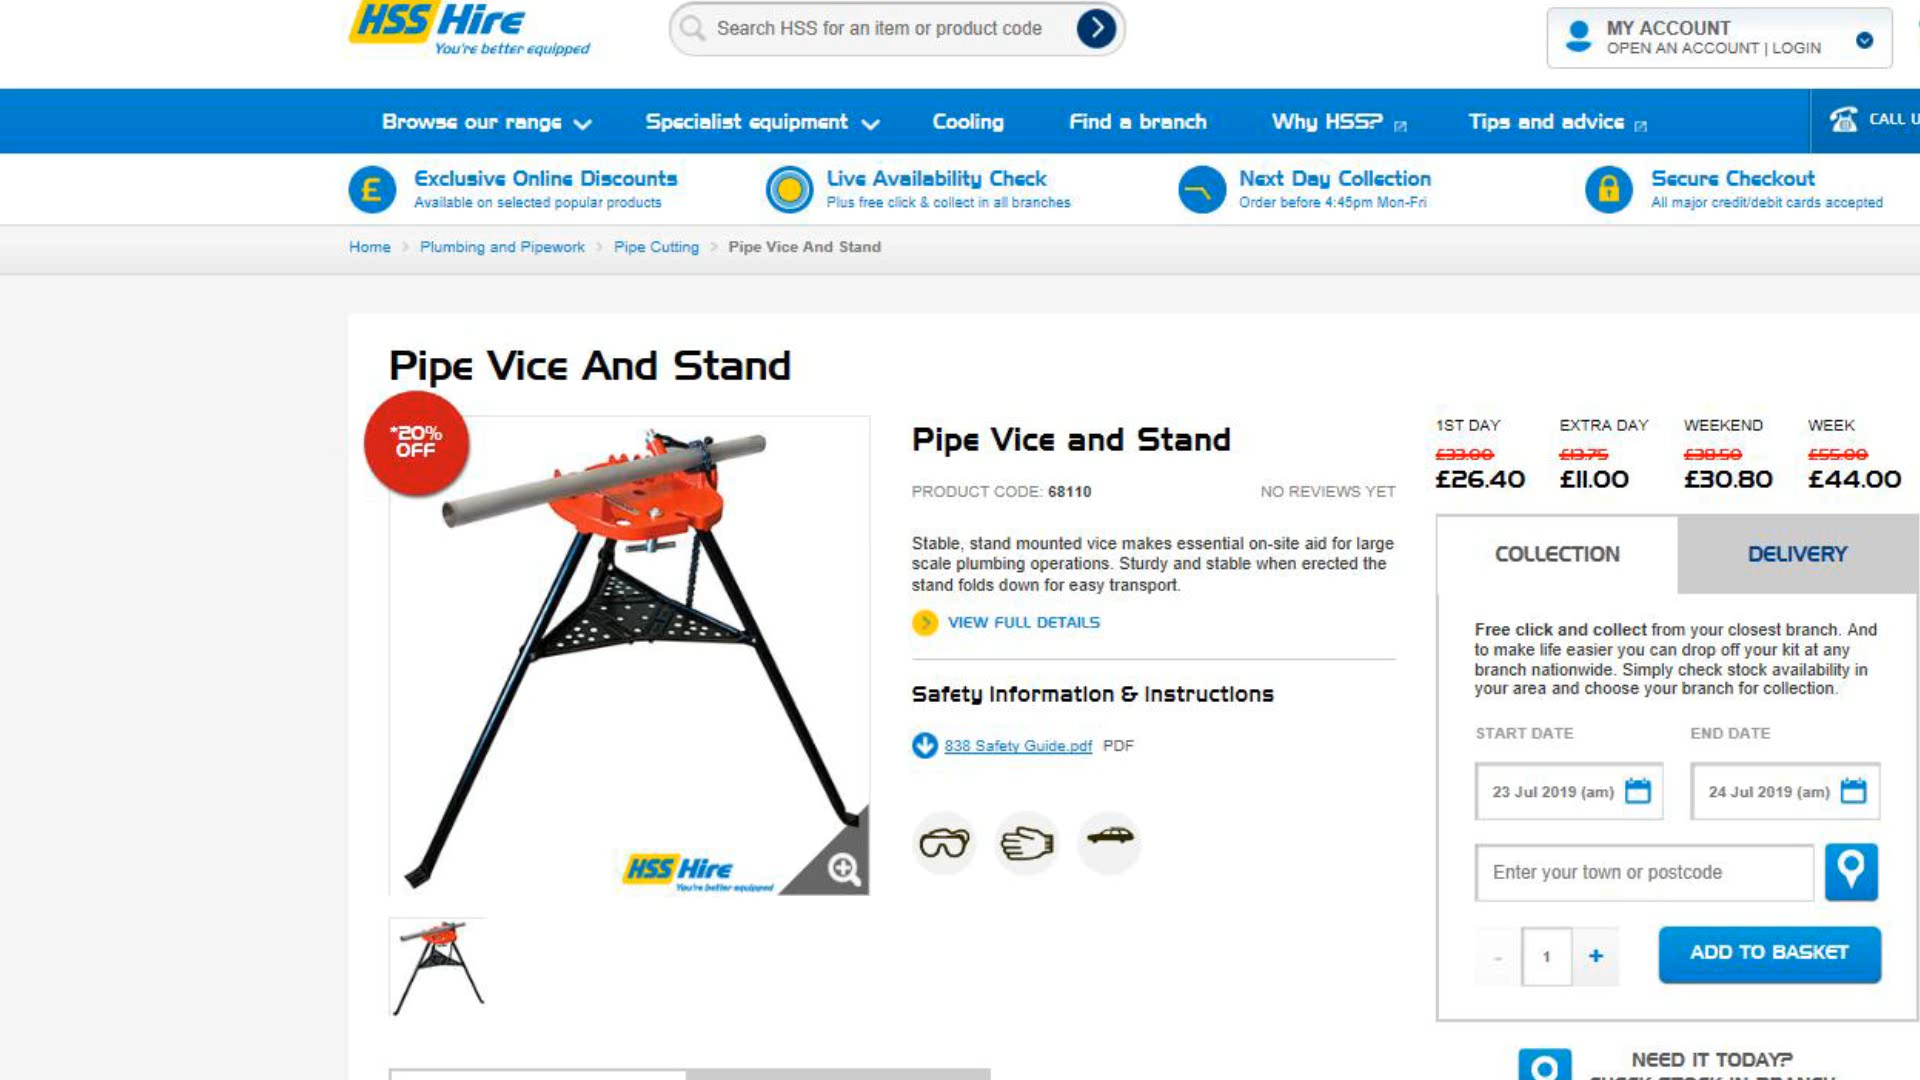 HSS Hire
You're better equipped
Search HSS for an item or product code
MY ACCOUNT
OPEN AN ACCOUNT | LOGIN
Browse our range
Specialist equipment
Cooling
Find a branch
Why HSS?
Tips and advice
CALL U
Exclusive Online Discounts
Available on selected popular products
Live Availability Check
Plus free click & collect in all branches
Next Day Collection
Order before 4:45pm Mon-Fri
Secure Checkout
All major credit/debit cards accepted
Home > Plumbing and Pipework > Pipe Cutting > Pipe Vice And Stand
Pipe Vice And Stand
*20%
OFF
HSS Hire
You're better equipped
Pipe Vice and Stand
PRODUCT CODE: 68110
NO REVIEWS YET
Stable, stand mounted vice makes essential on-site aid for large
scale plumbing operations. Sturdy and stable when erected the
stand folds down for easy transport.
VIEW FULL DETAILS
Safety Information & Instructions
838 Safety Guide.pdf PDF
1ST DAY EXTRA DAY WEEKEND WEEK
£33.00 £13.75 £38.50 £55.00
£26.40 £11.00 £30.80 £44.00
COLLECTION
DELIVERY
Free click and collect from your closest branch. And
to make life easier you can drop off your kit at any
branch nationwide. Simply check stock availability in
your area and choose your branch for collection.
START DATE
END DATE
23 Jul 2019 (am)
24 Jul 2019 (am)
Enter your town or postcode
- 1 +
ADD TO BASKET
NEED IT TODAY?
CHECK STOCK IN BRANCH